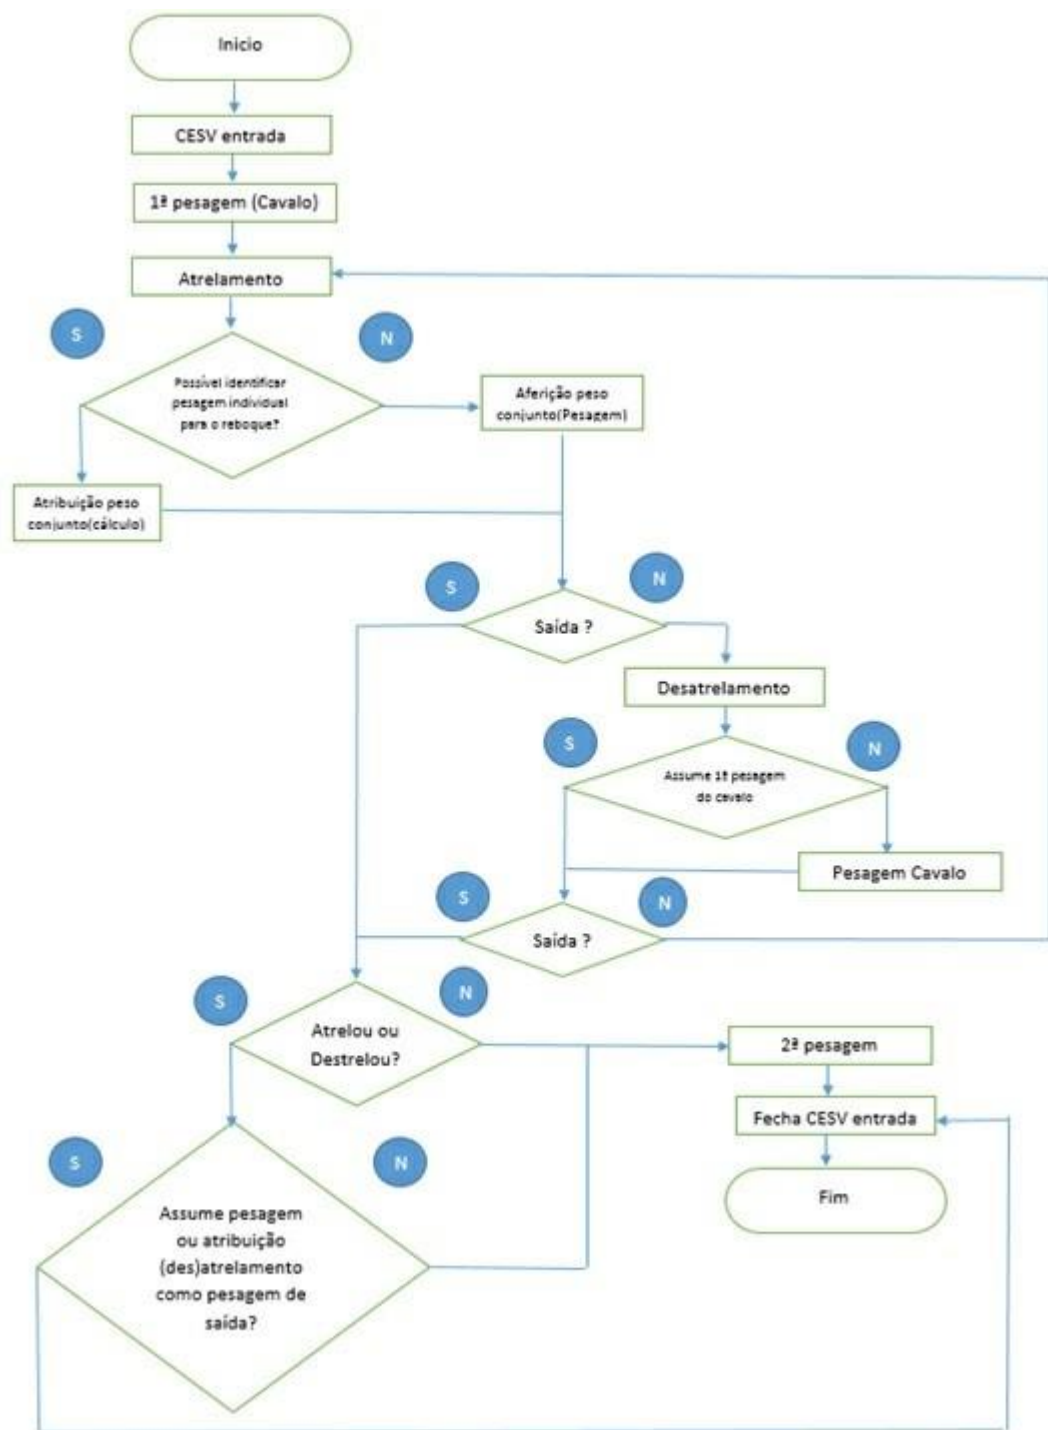 Inicio
CESV entrada
1ª pesagem (Cavalo)
Atrelamento
S
N
Possível identificar
pesagem individual
para o reboque?
Aferição peso
conjunto(Pesagem)
Atribuição peso
conjunto(cálculo)
S
N
Saída ?
Desatrelamento
S
N
Assume 1ª pesagem
do cavalo
Pesagem Cavalo
S
N
Saída ?
S
N
Atrelou ou
Destrelou?
2ª pesagem
Fecha CESV entrada
S
N
Fim
Assume pesagem
ou atribuição
(des)atrelamento
como pesagem de
saída?